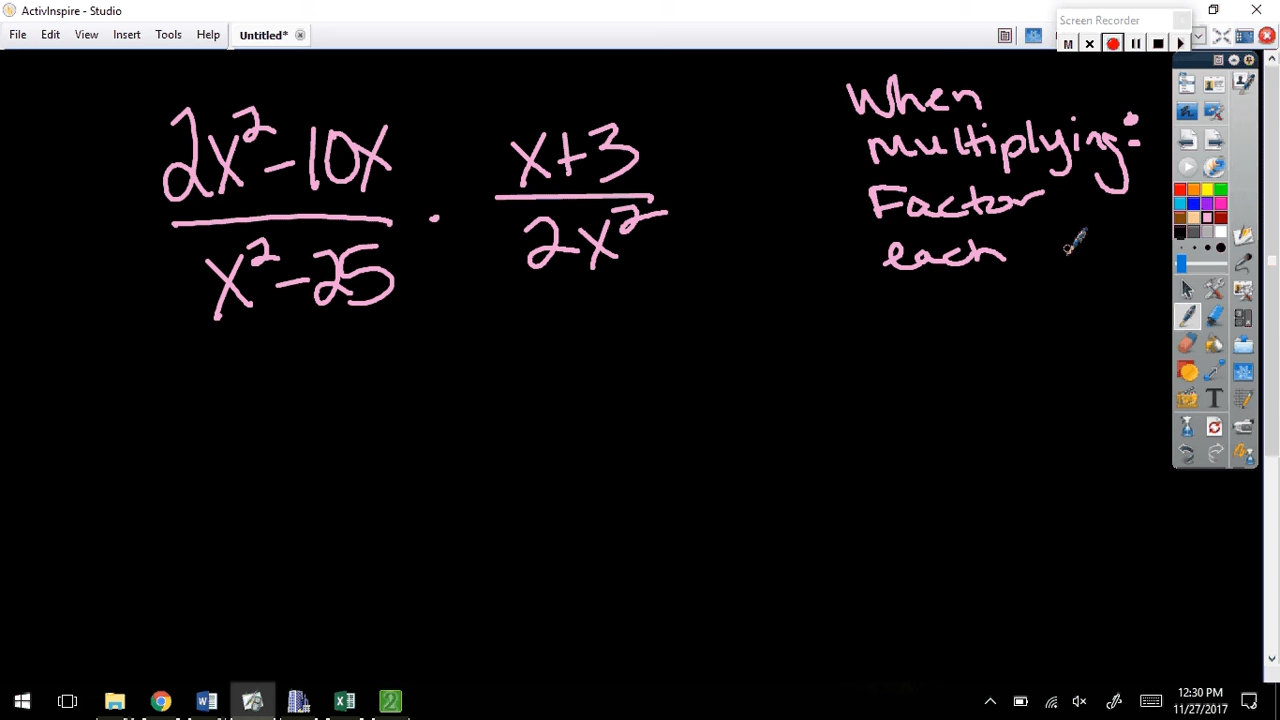 ActivInspire - Studio
Screen Recorder
File Edit View Insert Tools Help Untitled*
2x² - 10x / x² - 25 · x + 3 / 2x²
When
multiplying:
Factor
each
12:30 PM
11/27/2017